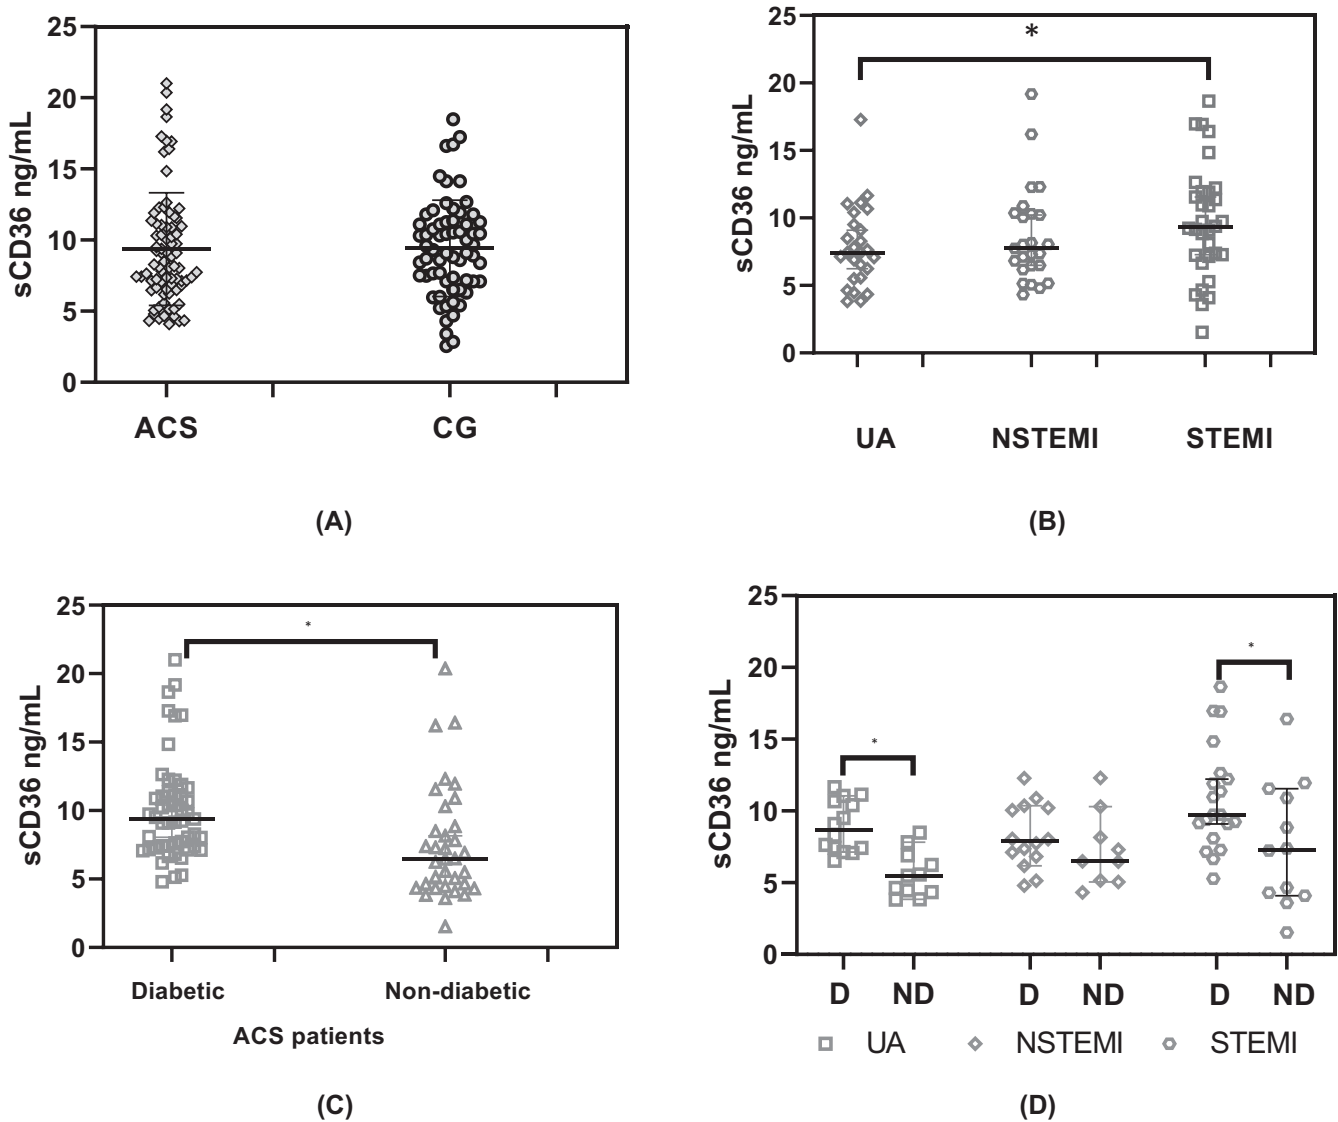 25
20
15
10
5
0
sCD36 ng/mL
ACS
CG
(A)
25
20
15
10
5
0
sCD36 ng/mL
*
UA
NSTEMI
STEMI
(B)
25
20
15
10
5
0
sCD36 ng/mL
*
Diabetic
Non-diabetic
ACS patients
(C)
25
20
15
10
5
0
sCD36 ng/mL
*
*
D ND D ND D ND
UA NSTEMI STEMI
(D)